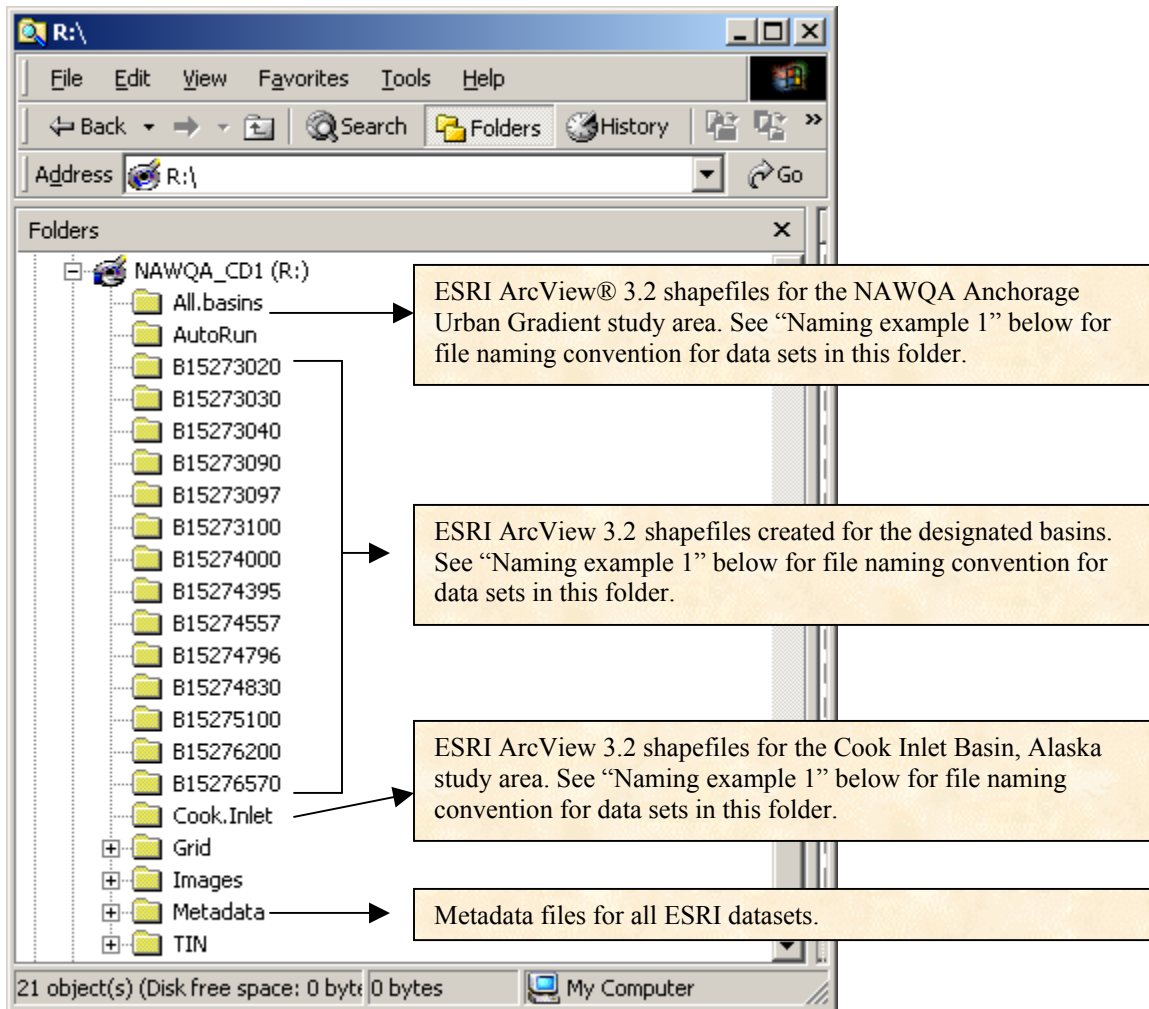 R:\
File Edit View Favorites Tools Help
Back Search Folders History »
Address R:\ Go
Folders x
NAWQA_CD1 (R:)
All.basins
AutoRun
B15273020
B15273030
B15273040
B15273090
B15273097
B15273100
B15274000
B15274395
B15274557
B15274796
B15274830
B15275100
B15276200
B15276570
Cook.Inlet
Grid
Images
Metadata
TIN
ESRI ArcView® 3.2 shapefiles for the NAWQA Anchorage
Urban Gradient study area. See “Naming example 1” below for
file naming convention for data sets in this folder.
ESRI ArcView 3.2 shapefiles created for the designated basins.
See “Naming example 1” below for file naming convention for
data sets in this folder.
ESRI ArcView 3.2 shapefiles for the Cook Inlet Basin, Alaska
study area. See “Naming example 1” below for file naming
convention for data sets in this folder.
Metadata files for all ESRI datasets.
21 object(s) (Disk free space: 0 byte 0 bytes My Computer